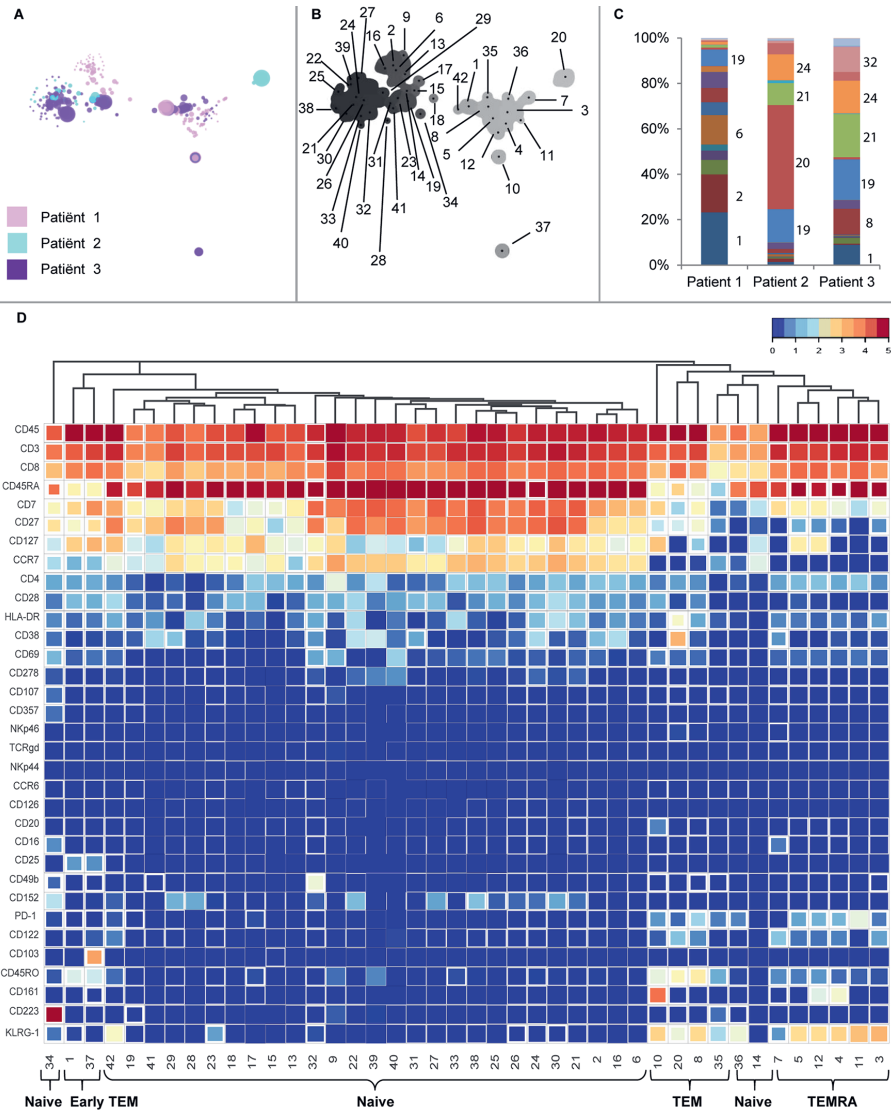 A
Patiënt 1
Patiënt 2
Patiënt 3
B
27
24
39
22
25
38
21
30
26
33
40
32
28
31
41
16
2
9
6
13
29
17
15
18
8
23
14
19
34
42
1
35
36
20
7
3
11
4
5
12
10
37
C
100%
80%
60%
40%
20%
0%
19
6
2
1
24
21
20
19
32
24
21
19
8
1
Patient 1 Patient 2 Patient 3
D
0 1 2 3 4 5
CD45
CD3
CD8
CD45RA
CD7
CD27
CD127
CCR7
CD4
CD28
HLA-DR
CD38
CD69
CD278
CD107
CD357
NKp46
TCRgd
NKp44
CCR6
CD126
CD20
CD16
CD25
CD49b
CD152
PD-1
CD122
CD103
CD45RO
CD161
CD223
KLRG-1
34 1 37 42 19 41 29 28 23 18 17 15 13 32 9 22 39 40 31 27 33 38 25 26 24 30 21 2 16 6 10 20 8 35 36 14 7 5 12 4 11 3
Naive Early TEM Naive TEM Naive TEMRA